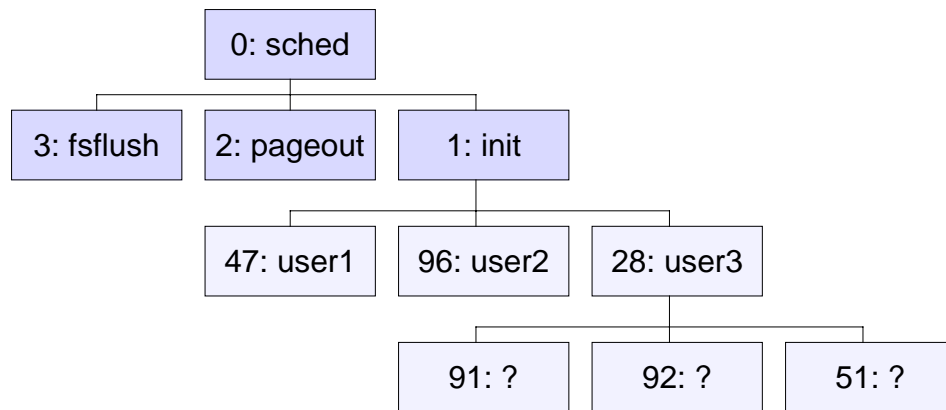 0: sched
3: fsflush
2: pageout
1: init
47: user1
96: user2
28: user3
91: ?
92: ?
51: ?